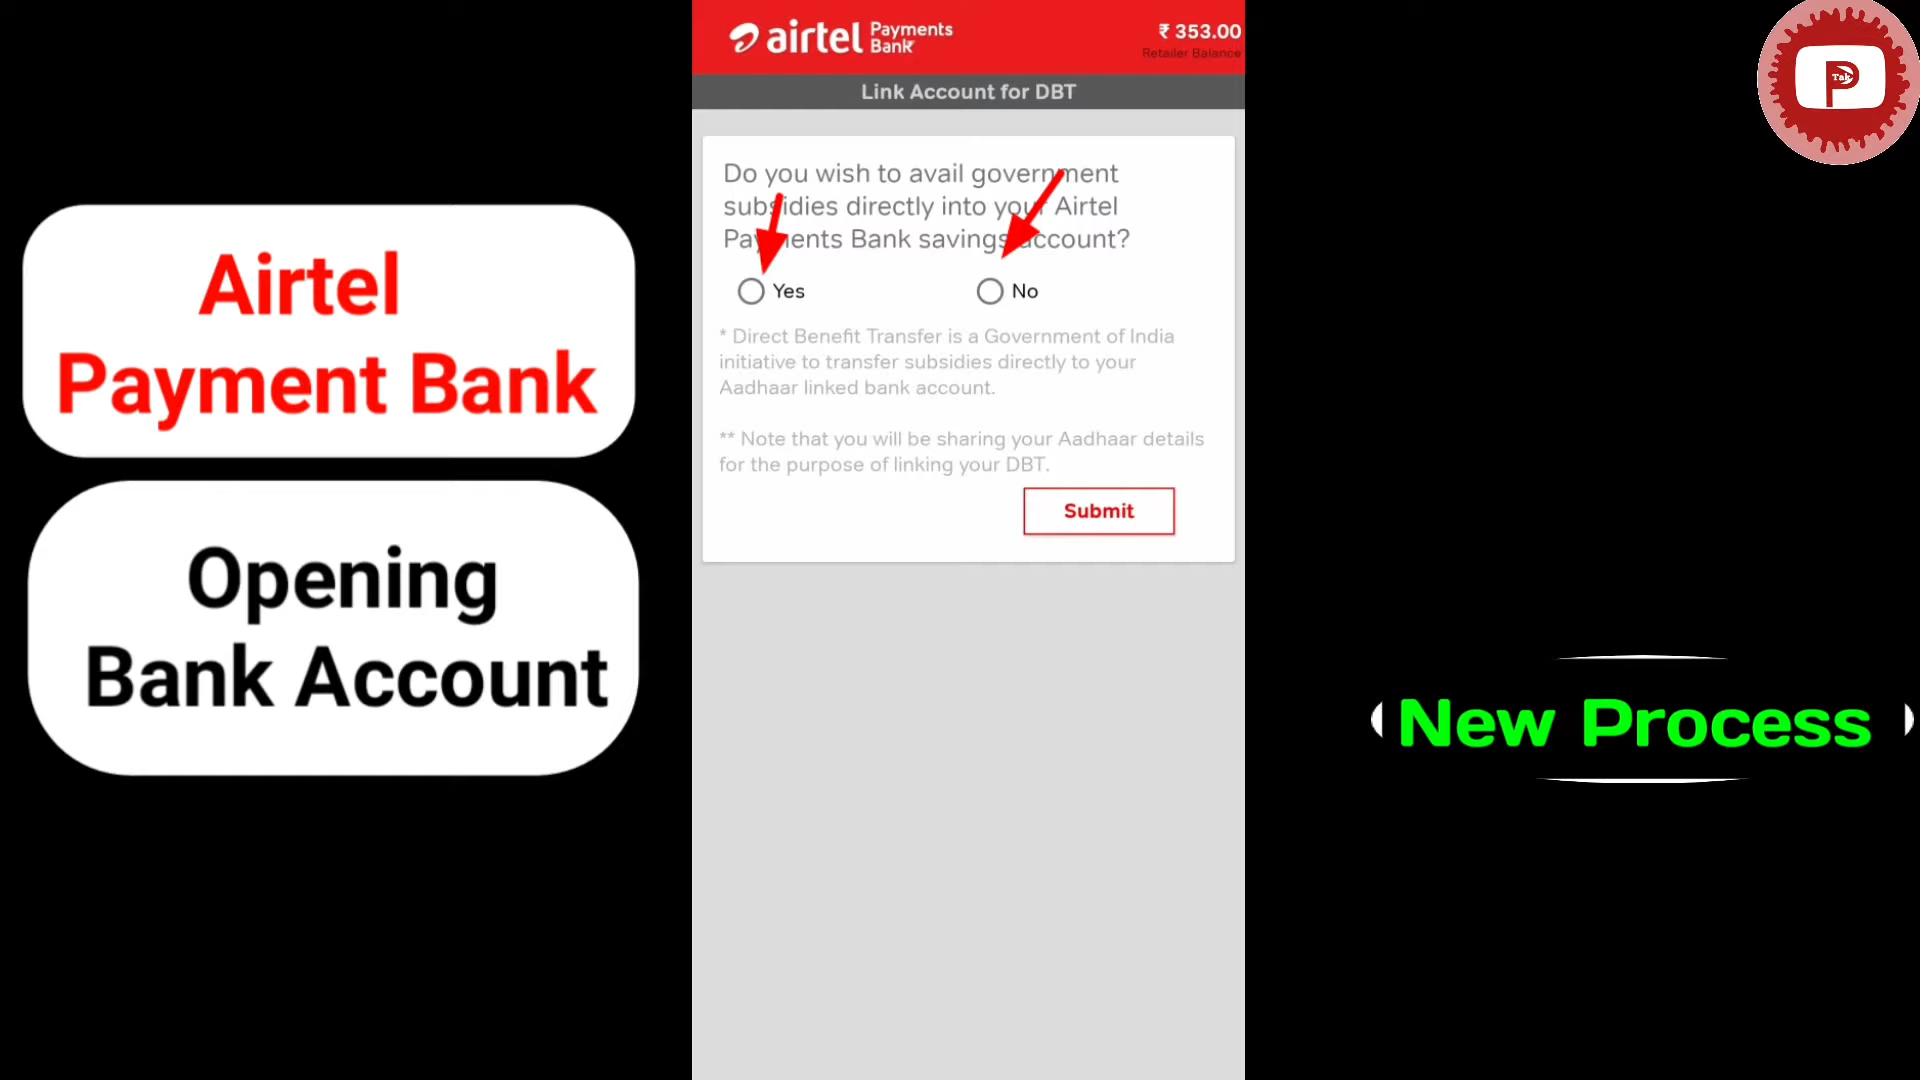 airtel Payments Bank
₹ 353.00
Retailer Balance
Link Account for DBT
Do you wish to avail government
subsidies directly into your Airtel
Payments Bank savings account?
Yes
No
* Direct Benefit Transfer is a Government of India
initiative to transfer subsidies directly to your
Aadhaar linked bank account.
** Note that you will be sharing your Aadhaar details
for the purpose of linking your DBT.
Submit
Airtel
Payment Bank
Opening
Bank Account
New Process
P
Tak